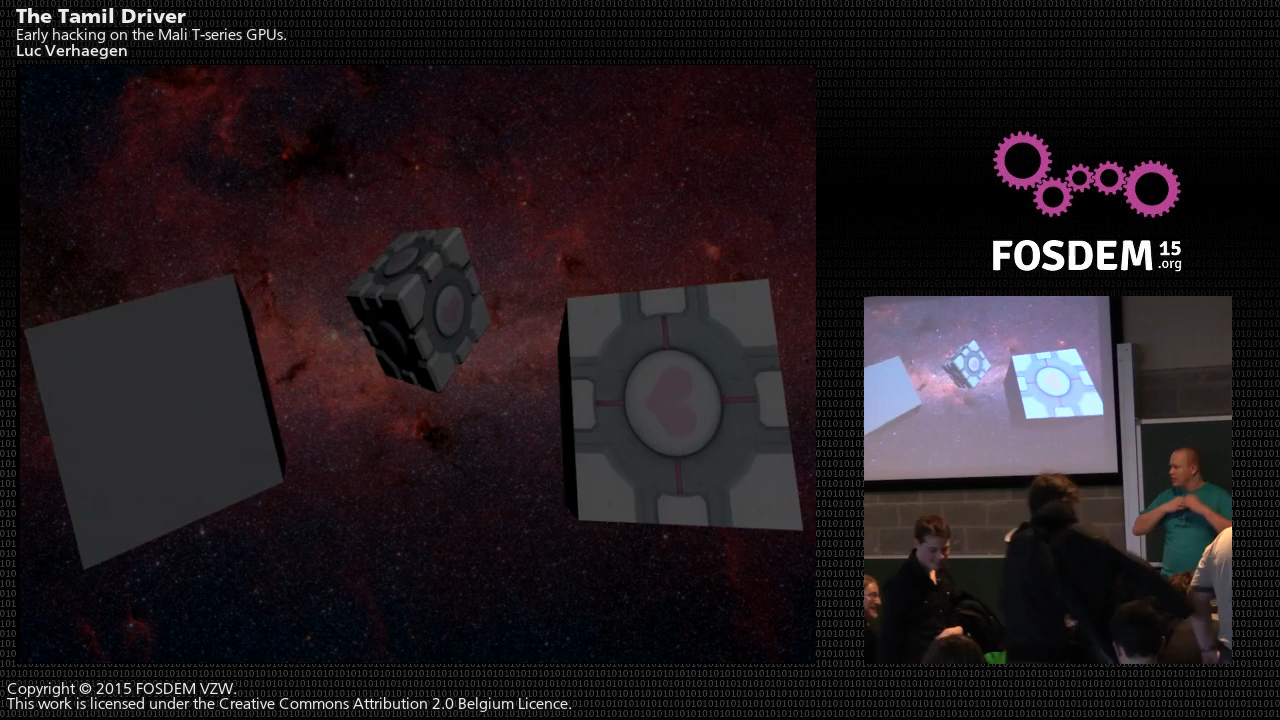 The Tamil Driver
Early hacking on the Mali T-series GPUs.
Luc Verhaegen
FOSDEM 15
.org
Copyright © 2015 FOSDEM VZW.
This work is licensed under the Creative Commons Attribution 2.0 Belgium Licence.